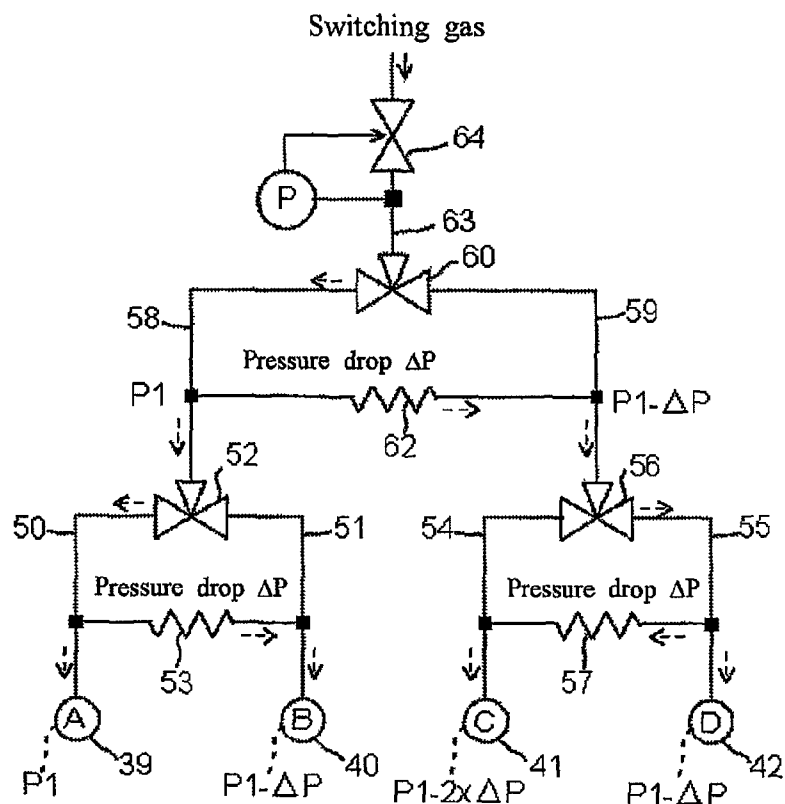 Switching gas
64
P
63
60
58
59
Pressure drop ΔP
P1
P1-ΔP
62
52
56
50
51
54
55
Pressure drop ΔP
Pressure drop ΔP
53
57
A
B
C
D
39
40
41
42
P1
P1-ΔP
P1-2xΔP
P1-ΔP